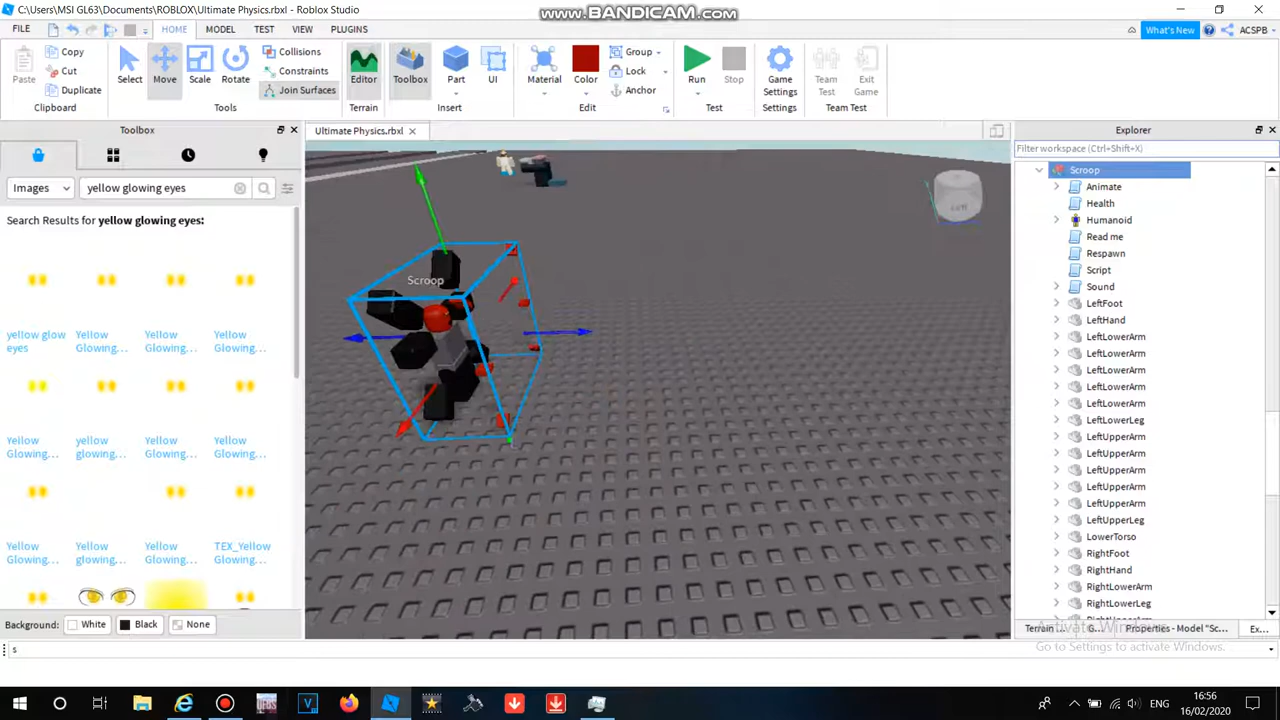 C:\Users\MSI GL63\Documents\ROBLOX\Ultimate Physics.rbxl - Roblox Studio
www.BANDICAM.com
FILE HOME MODEL TEST VIEW PLUGINS What's New ACSPB
Paste Copy Cut Duplicate
Select Move Scale Rotate
Collisions Constraints Join Surfaces
Editor Toolbox Part UI
Material Color Group Lock Anchor
Run Stop Game Settings Team Test Exit Game
Clipboard Tools Terrain Insert Edit Test Settings Team Test
Toolbox
Ultimate Physics.rbxl
Explorer
Filter workspace (Ctrl+Shift+X)
Images yellow glowing eyes
Search Results for yellow glowing eyes:
yellow glow eyes
Yellow Glowing...
Yellow Glowing...
Yellow Glowing...
Yellow Glowing...
yellow glowing...
Yellow Glowing...
Yellow Glowing...
Yellow Glowing...
Yellow glowing...
Yellow Glowing...
TEX_Yellow Glowing...
Background: White Black None
Scroop
Left
Scroop
Animate
Health
Humanoid
Read me
Respawn
Script
Sound
LeftFoot
LeftHand
LeftLowerArm
LeftLowerArm
LeftLowerArm
LeftLowerArm
LeftLowerArm
LeftLowerLeg
LeftUpperArm
LeftUpperArm
LeftUpperArm
LeftUpperArm
LeftUpperArm
LeftUpperLeg
LowerTorso
RightFoot
RightHand
RightLowerArm
RightLowerLeg
Terrain ... G... Properties - Model "Sc... Ex...
Activate Windows
Go to Settings to activate Windows.
s
ENG
16:56
16/02/2020